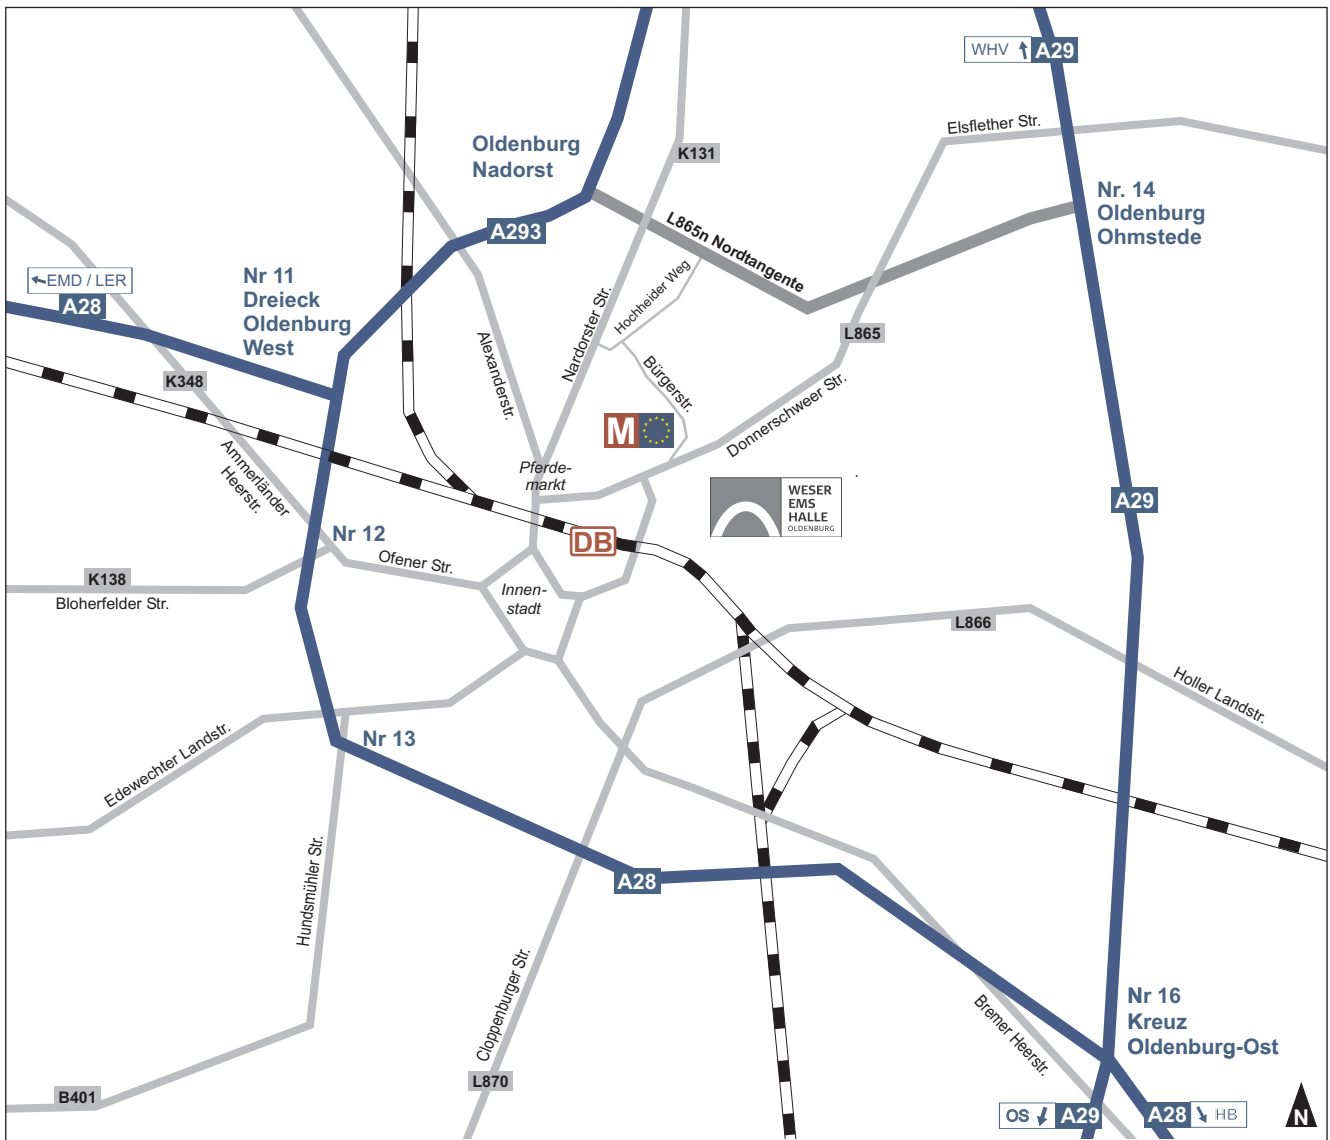 WHV
A29
Elsflether Str.
Oldenburg
Nadorst
K131
Nr. 14
Oldenburg
Ohmstede
A293
L865n Nordtangente
EMD / LER
A28
Nr 11
Dreieck
Oldenburg
West
Hochheider Weg
Nardorster Str.
Alexanderstr.
L865
K348
Bürgerstr.
Donnerschweer Str.
M
Ammerländer
Heerstr.
Pferde-
markt
WESER
EMS
HALLE
OLDENBURG
A29
Nr 12
DB
Ofener Str.
K138
Bloherfelder Str.
Innen-
stadt
L866
Holler Landstr.
Nr 13
Edewechter Landstr.
Hundsmühler Str.
A28
Cloppenburger Str.
Bremer Heerstr.
Nr 16
Kreuz
Oldenburg-Ost
L870
B401
OS
A29
A28
HB
N